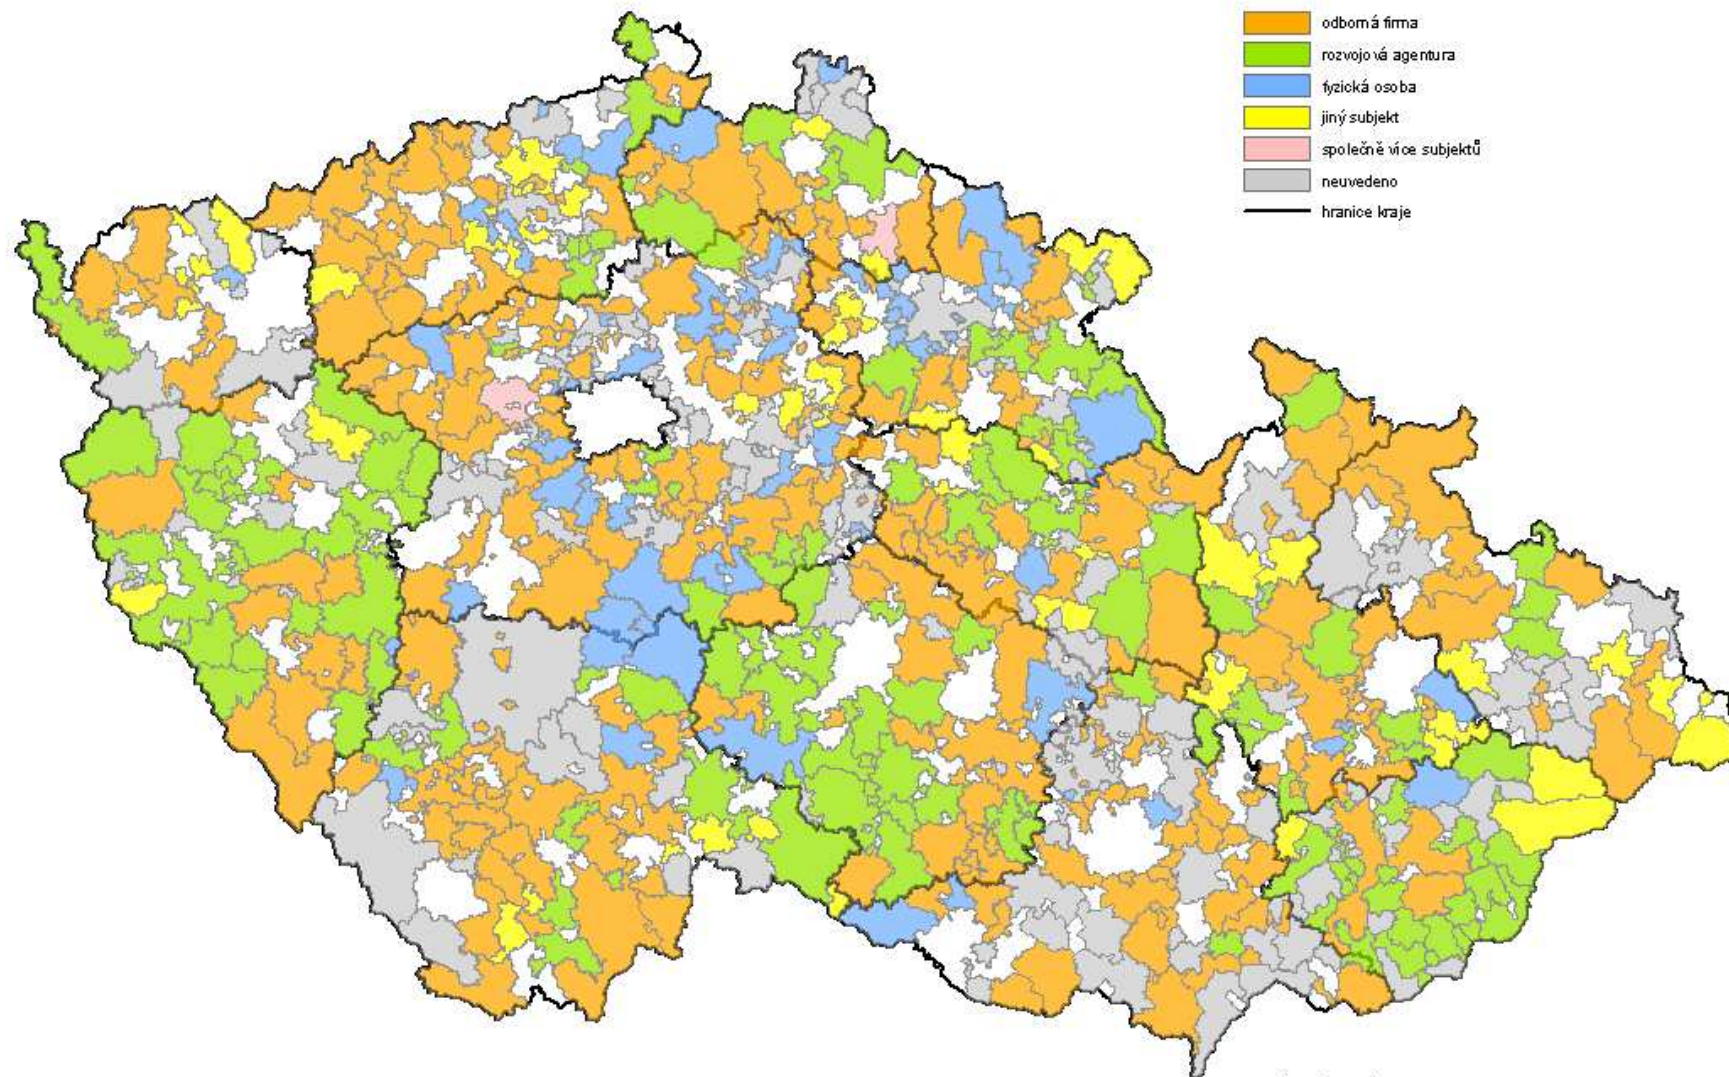 odborná firma
rozvojová agentura
fyzická osoba
jiný subjekt
společně více subjektů
neuvedeno
hranice kraje